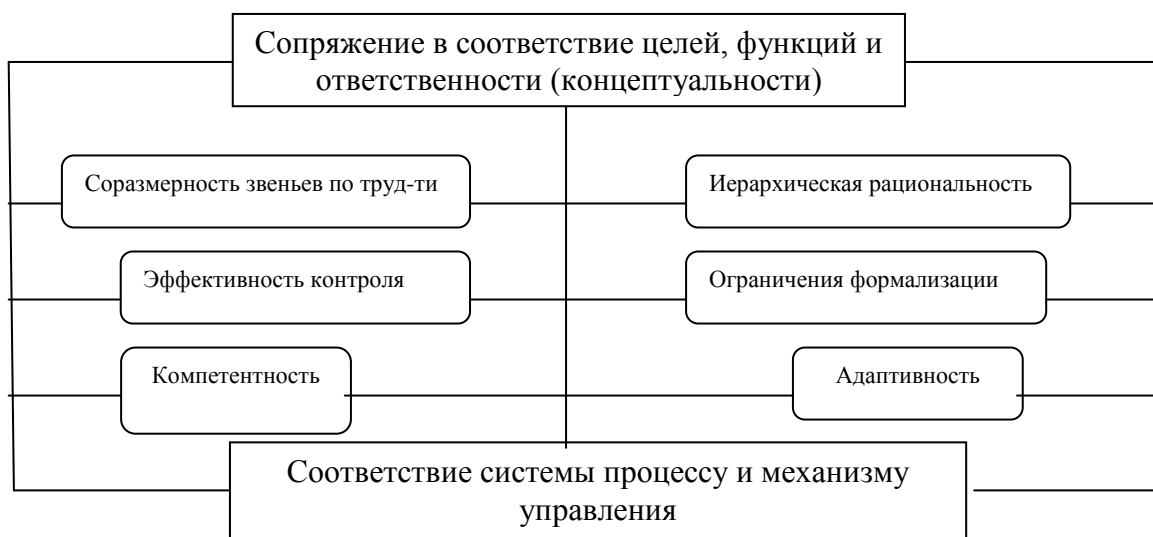 Сопряжение в соответствие целей, функций и
ответственности (концептуальности)
Соразмерность звеньев по труд-ти
Иерархическая рациональность
Эффективность контроля
Ограничения формализации
Компетентность
Адаптивность
Соответствие системы процессу и механизму
управления